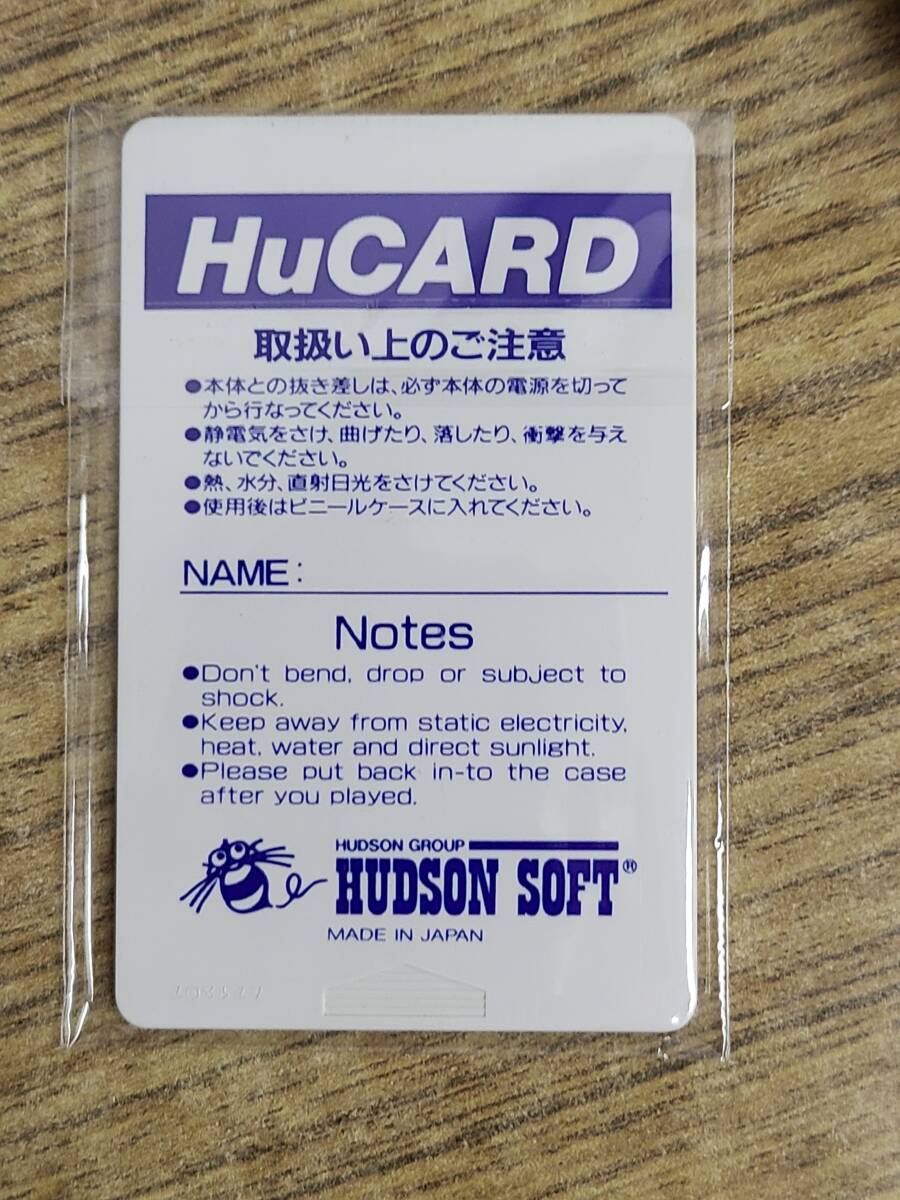 HuCARD
取扱い上のご注意
●本体との抜き差しは、必ず本体の電源を切って
から行なってください。
●静電気をさけ、曲げたり、落したり、衝撃を与え
ないでください。
●熱、水分、直射日光をさけてください。
●使用後はビニールケースに入れてください。
NAME:
Notes
●Don't bend, drop or subject to
shock.
●Keep away from static electricity,
heat, water and direct sunlight.
●Please put back in-to the case
after you played.
HUDSON GROUP
HUDSON SOFT®
MADE IN JAPAN